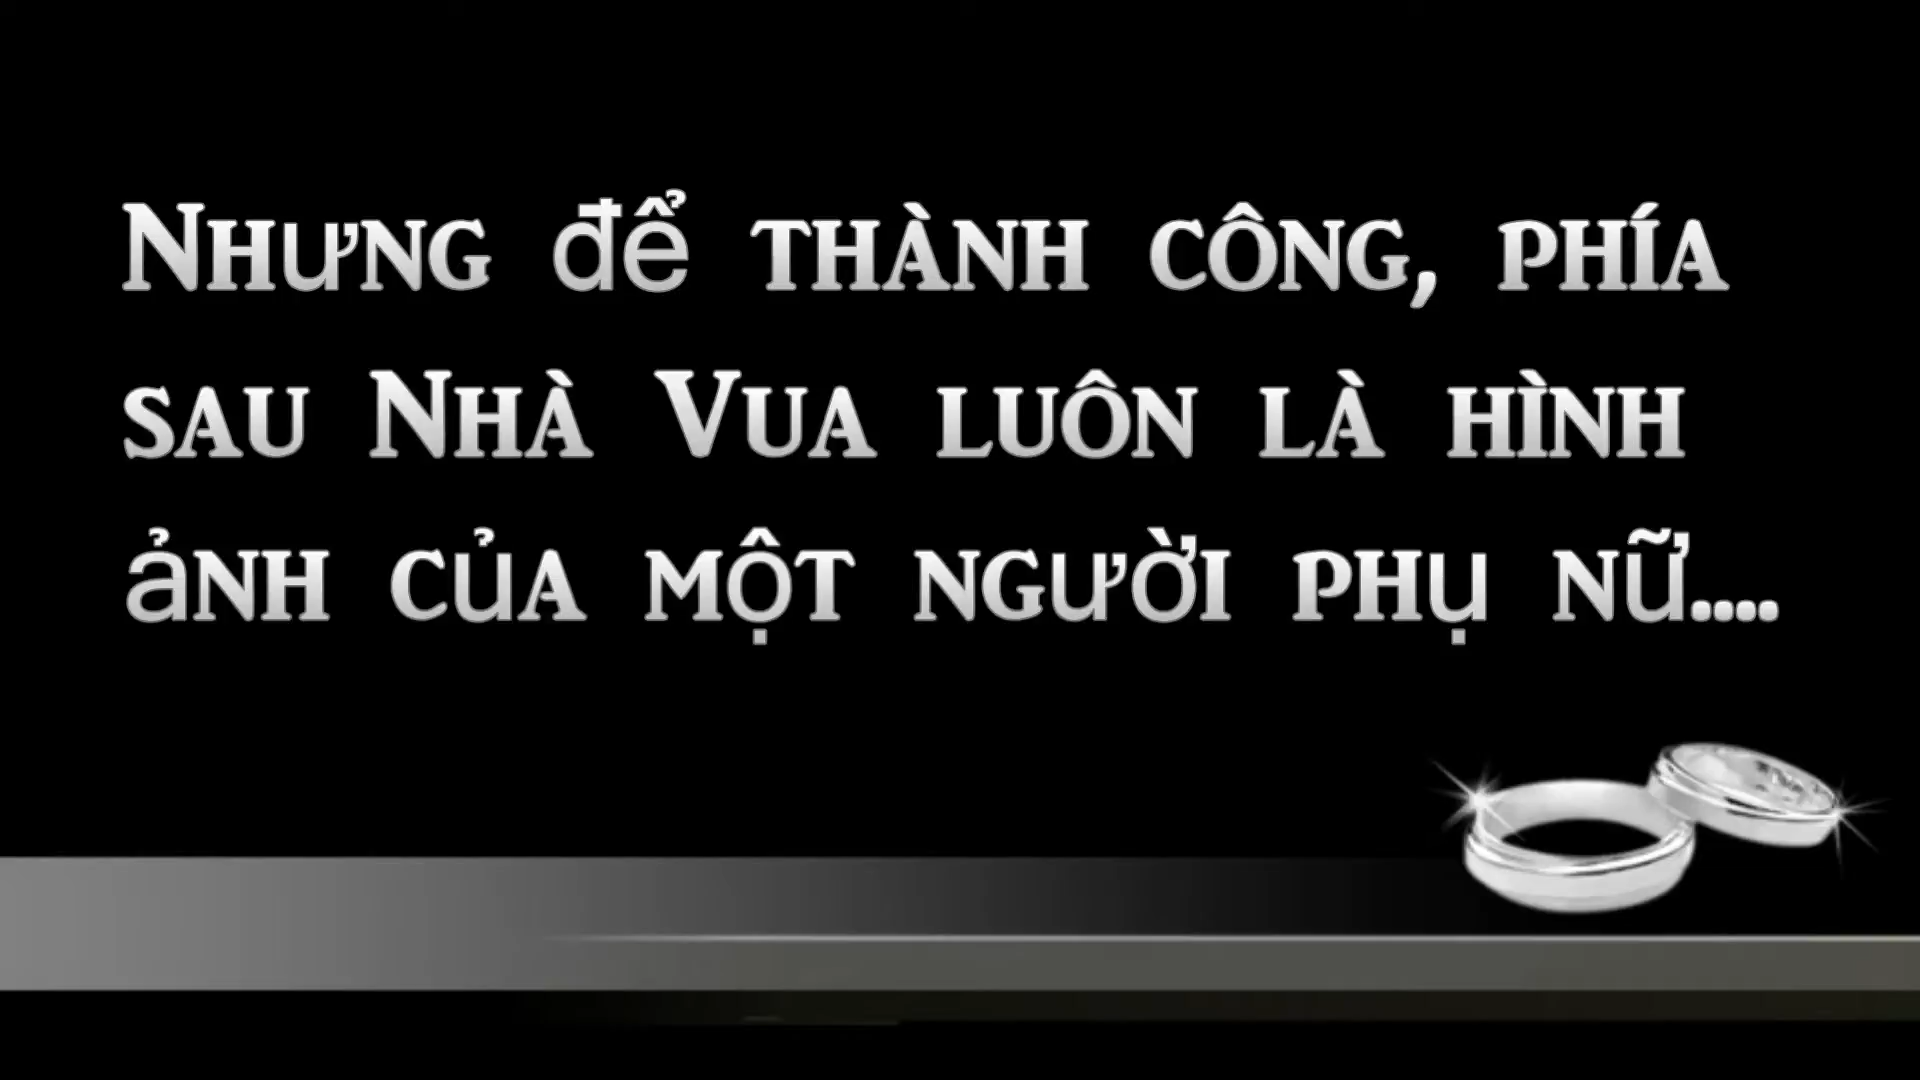 Nhưng để thành công, phía
sau Nhà Vua luôn là hình
ảnh của một người phụ nữ....